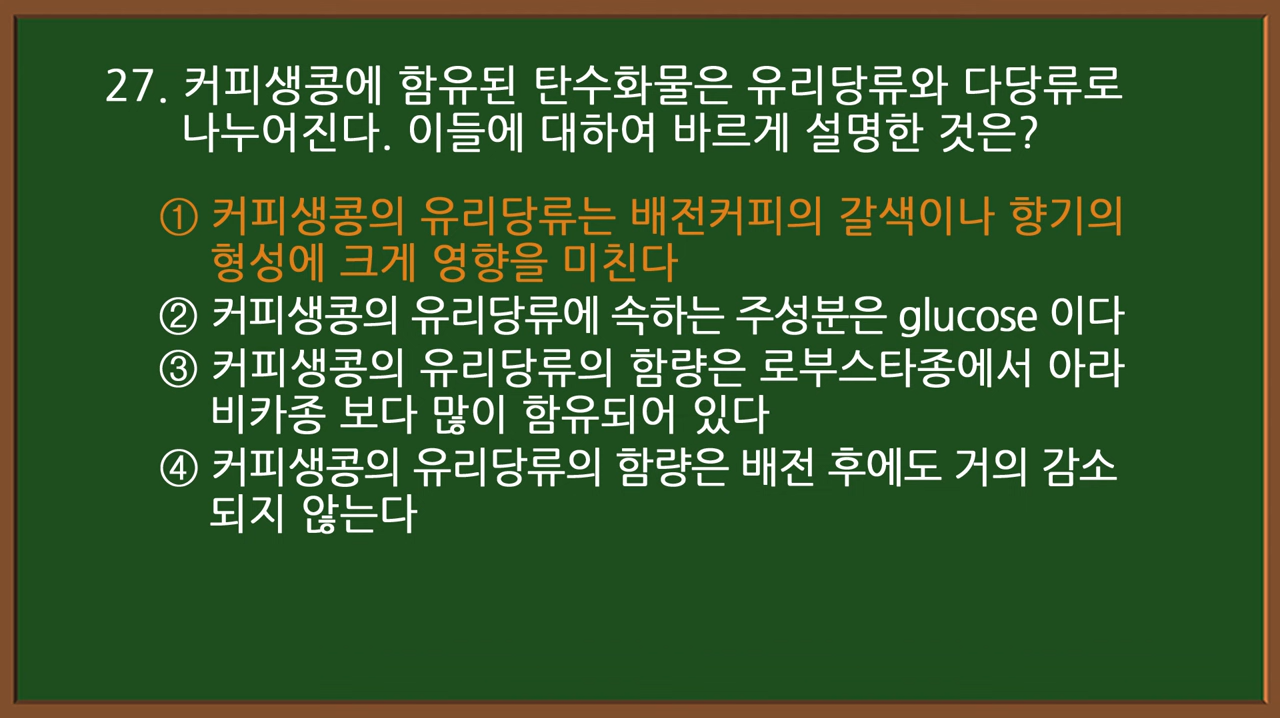 27. 커피생콩에 함유된 탄수화물은 유리당류와 다당류로
나누어진다. 이들에 대하여 바르게 설명한 것은?
① 커피생콩의 유리당류는 배전커피의 갈색이나 향기의
형성에 크게 영향을 미친다
② 커피생콩의 유리당류에 속하는 주성분은 glucose 이다
③ 커피생콩의 유리당류의 함량은 로부스타종에서 아라
비카종 보다 많이 함유되어 있다
④ 커피생콩의 유리당류의 함량은 배전 후에도 거의 감소
되지 않는다